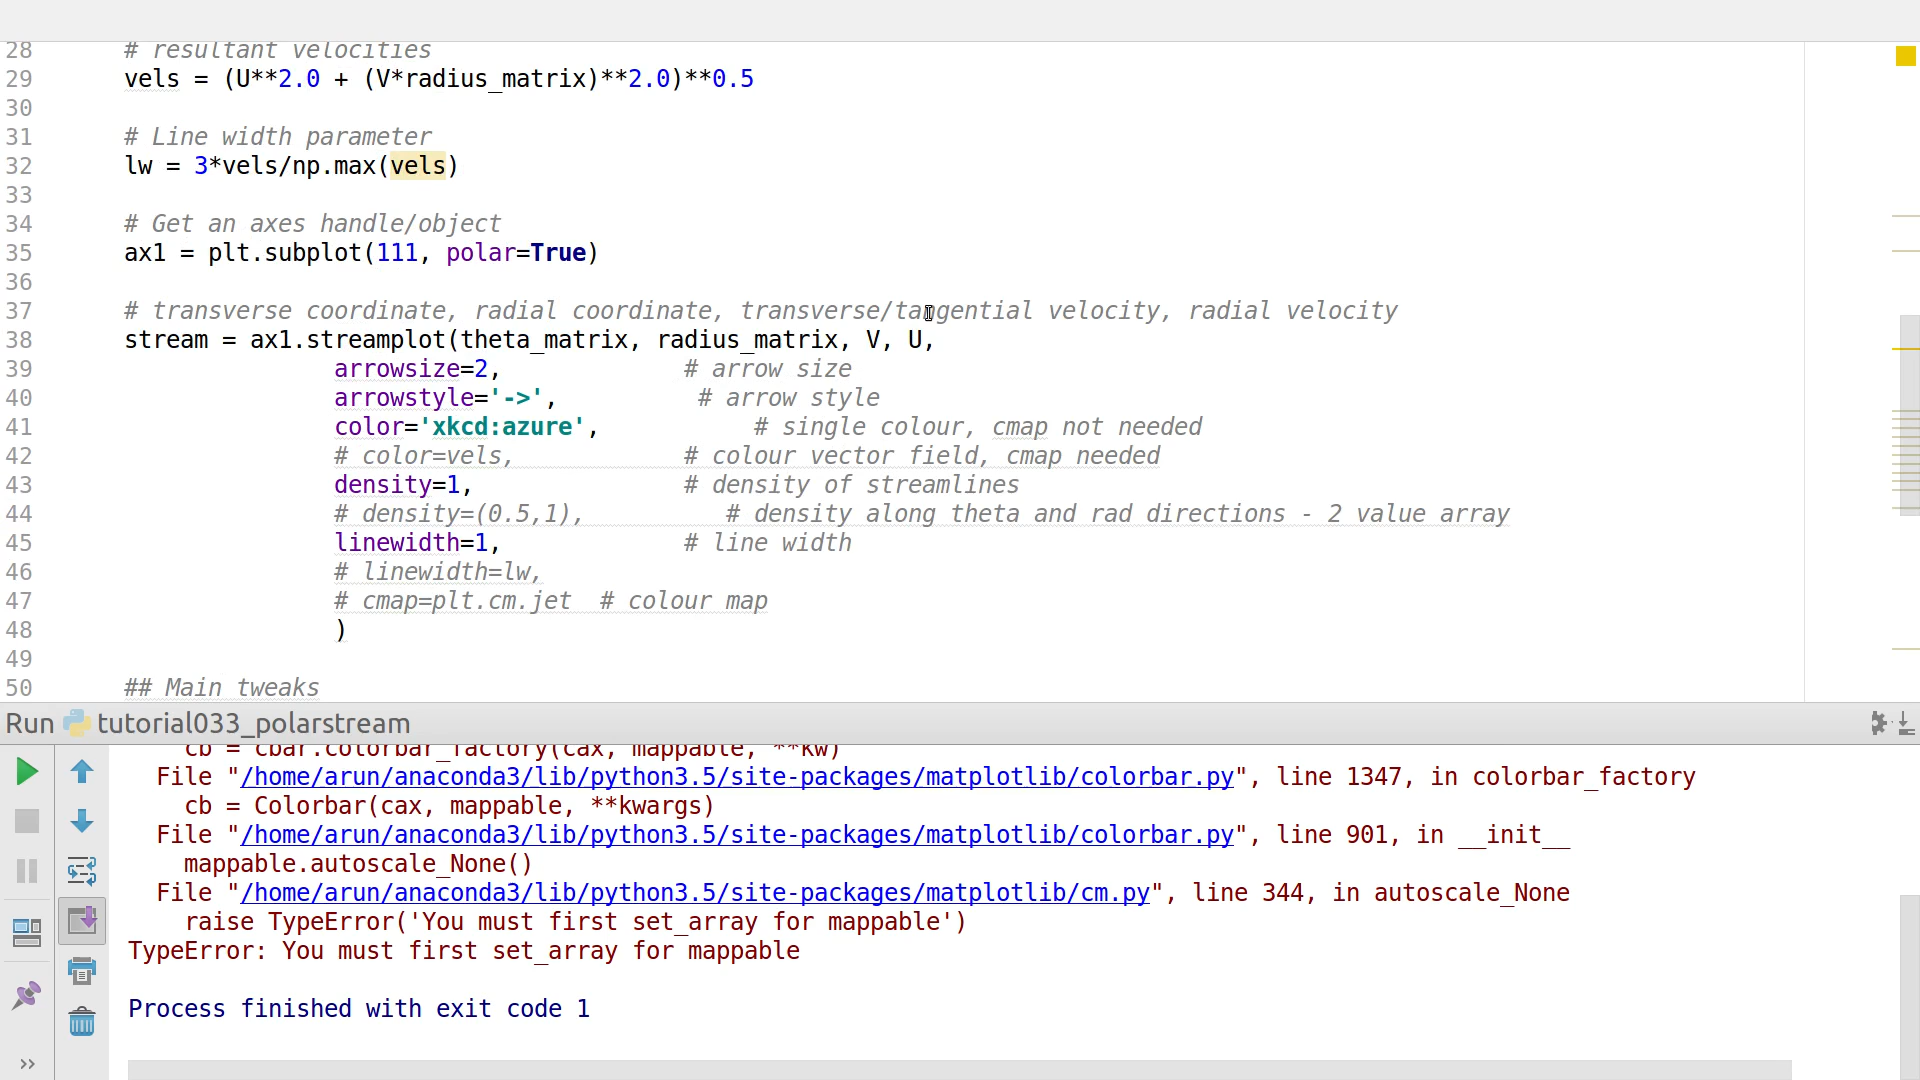 28 # resultant velocities
29 vels = (U**2.0 + (V*radius_matrix)**2.0)**0.5
30
31 # Line width parameter
32 lw = 3*vels/np.max(vels)
33
34 # Get an axes handle/object
35 ax1 = plt.subplot(111, polar=True)
36
37 # transverse coordinate, radial coordinate, transverse/tangential velocity, radial velocity
38 stream = ax1.streamplot(theta_matrix, radius_matrix, V, U,
39 arrowsize=2, # arrow size
40 arrowstyle='->', # arrow style
41 color='xkcd:azure', # single colour, cmap not needed
42 # color=vels, # colour vector field, cmap needed
43 density=1, # density of streamlines
44 # density=(0.5,1), # density along theta and rad directions - 2 value array
45 linewidth=1, # line width
46 # linewidth=lw,
47 # cmap=plt.cm.jet # colour map
48 )
49
50 ## Main tweaks
Run tutorial033_polarstream
cb = cbar.colorbar_factory(cax, mappable, **kw)
File "/home/arun/anaconda3/lib/python3.5/site-packages/matplotlib/colorbar.py", line 1347, in colorbar_factory
cb = Colorbar(cax, mappable, **kwargs)
File "/home/arun/anaconda3/lib/python3.5/site-packages/matplotlib/colorbar.py", line 901, in __init__
mappable.autoscale_None()
File "/home/arun/anaconda3/lib/python3.5/site-packages/matplotlib/cm.py", line 344, in autoscale_None
raise TypeError('You must first set_array for mappable')
TypeError: You must first set_array for mappable
Process finished with exit code 1